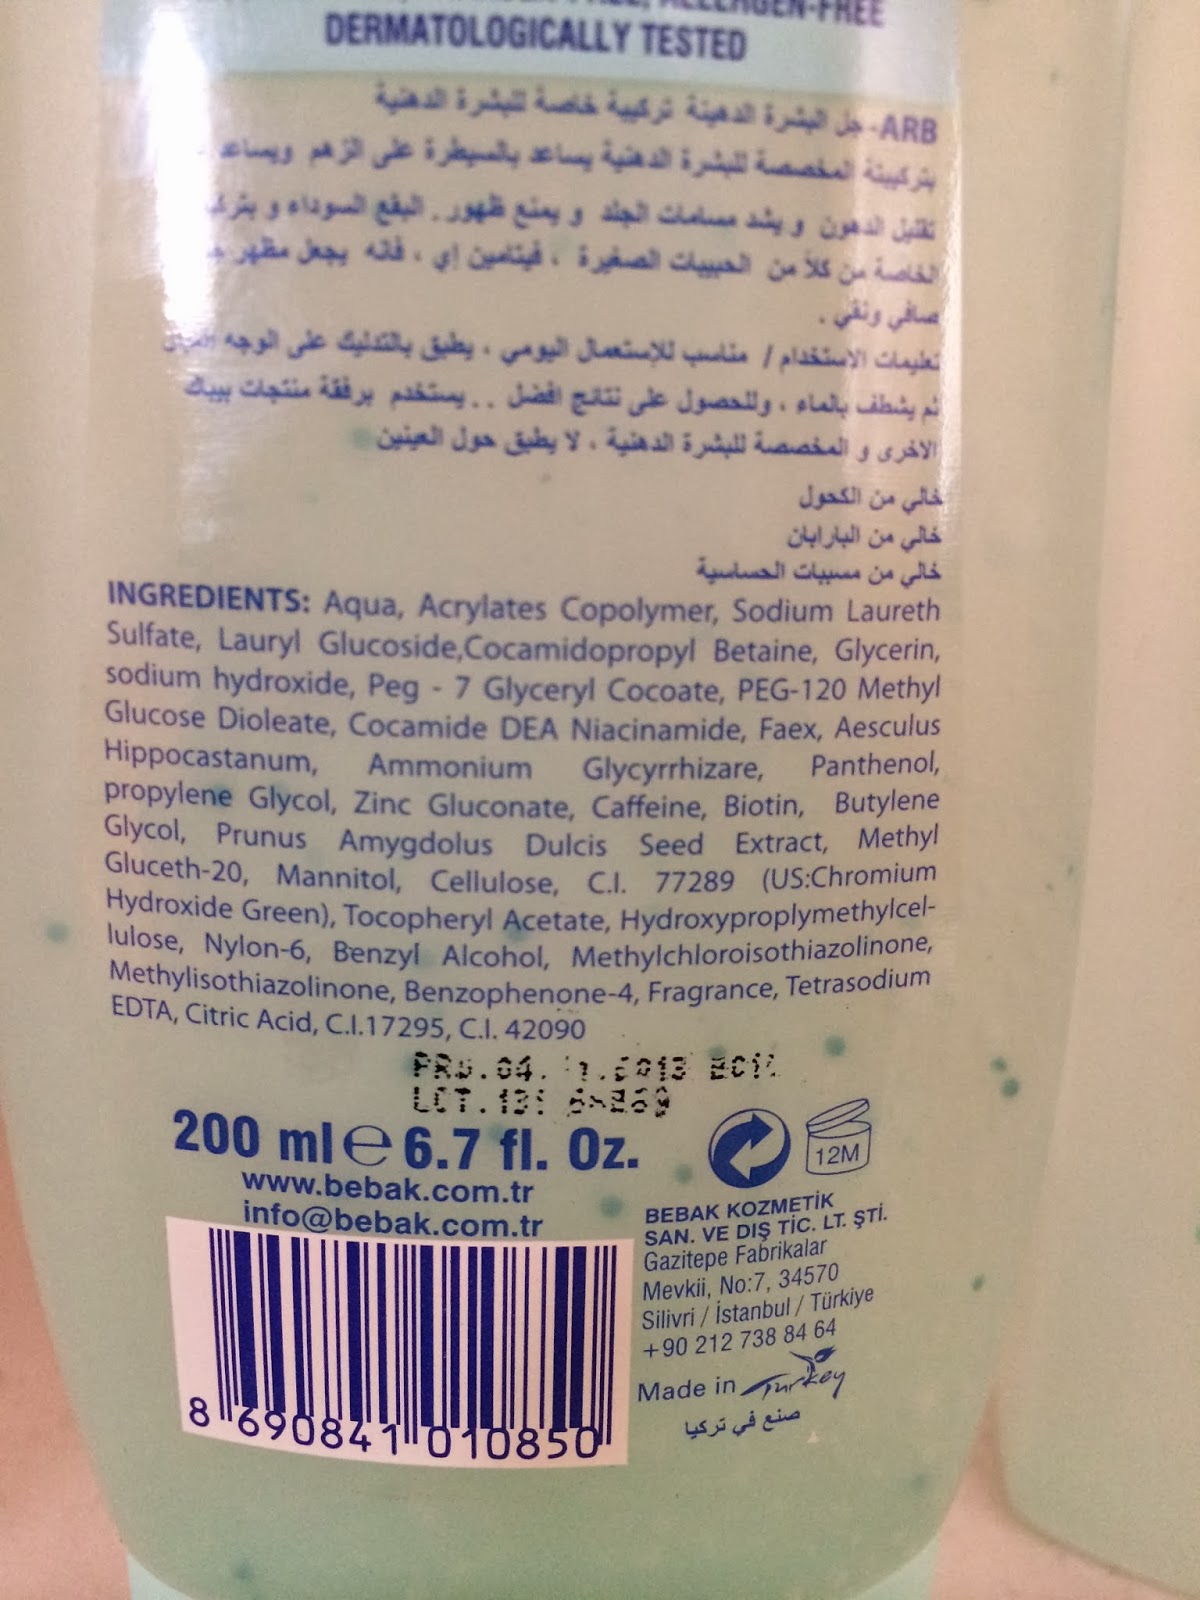 ALLERGEN-FREE
DERMATOLOGICALLY TESTED
ARB- جل البشرة الدهينة تركيبة خاصة للبشرة الدهنية
بتركيبتة المخصصة للبشرة الدهنية يساعد بالسيطرة على الزهم ويساعد
تقليل الدهون و يشد مسامات الجلد و يمنع ظهور . البقع السوداء و
الخاصة من كلاً من الحبيبات الصغيرة ، فيتامين إي ، فانه يجعل مظهر
صافي ونقي .
تعليمات الاستخدام / مناسب للإستعمال اليومي ، يطبق بالتدليك على الوجه
ثم يشطف بالماء ، وللحصول على نتائج افضل .. يستخدم برفقة منتجات بيباك
الاخرى و المخصصة للبشرة الدهنية ، لا يطبق حول العينين
خالي من الكحول
خالي من البارابان
خالي من مسببات الحساسية
INGREDIENTS: Aqua, Acrylates Copolymer, Sodium Laureth
Sulfate, Lauryl Glucoside,Cocamidopropyl Betaine, Glycerin,
sodium hydroxide, Peg - 7 Glyceryl Cocoate, PEG-120 Methyl
Glucose Dioleate, Cocamide DEA Niacinamide, Faex, Aesculus
Hippocastanum, Ammonium Glycyrrhizare, Panthenol,
propylene Glycol, Zinc Gluconate, Caffeine, Biotin, Butylene
Glycol, Prunus Amygdolus Dulcis Seed Extract, Methyl
Gluceth-20, Mannitol, Cellulose, C.I. 77289 (US:Chromium
Hydroxide Green), Tocopheryl Acetate, Hydroxyproplymethylcel-
lulose, Nylon-6, Benzyl Alcohol, Methylchloroisothiazolinone,
Methylisothiazolinone, Benzophenone-4, Fragrance, Tetrasodium
EDTA, Citric Acid, C.I.17295, C.I. 42090
200 ml e 6.7 fl. Oz.
12M
www.bebak.com.tr
info@bebak.com.tr
BEBAK KOZMETİK
SAN. VE DIŞ TİC. LT. ŞTİ.
Gazitepe Fabrikalar
Mevkii, No:7, 34570
Silivri / İstanbul / Türkiye
+90 212 738 84 64
Made in Turkey
صنع في تركيا
8 690841 010850